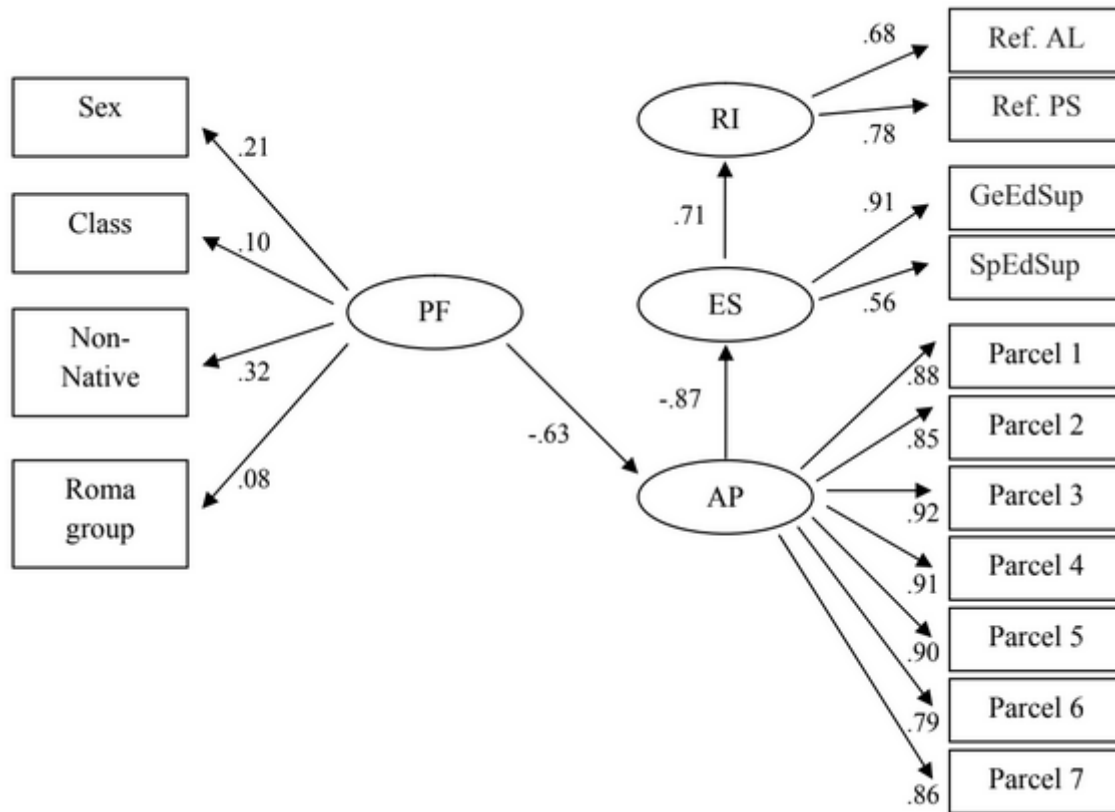 Sex
Class
Non-
Native
Roma
group
.21
.10
.32
.08
PF
-.63
RI
.71
ES
-.87
AP
.68
.78
.91
.56
.88
.85
.92
.91
.90
.79
.86
Ref. AL
Ref. PS
GeEdSup
SpEdSup
Parcel 1
Parcel 2
Parcel 3
Parcel 4
Parcel 5
Parcel 6
Parcel 7